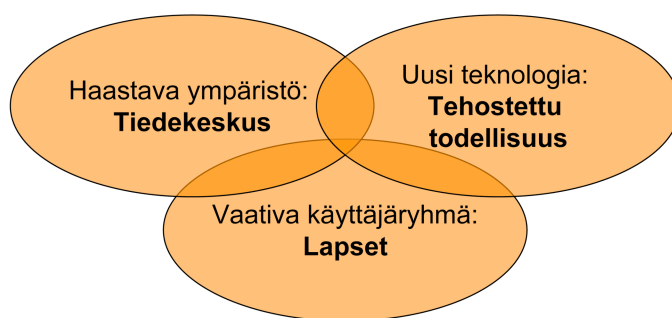 Haastava ympäristö:
Tiedekeskus
Uusi teknologia:
Tehostettu
todellisuus
Vaativa käyttäjäryhmä:
Lapset